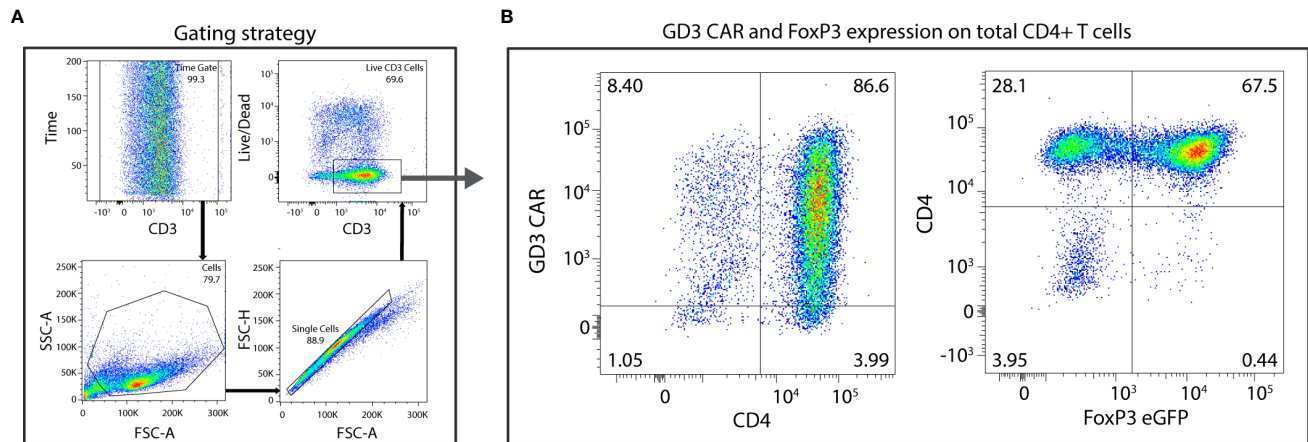 A
Gating strategy
Time Gate
99.3
200
150
100
50
Time
-10³ 0 10³ 10⁴ 10⁵
CD3
Live CD3 Cells
69.6
10⁵
10⁴
10³
0
Live/Dead
-10³ 0 10³ 10⁴ 10⁵
CD3
Cells
79.7
250K
200K
150K
100K
50K
0
SSC-A
0 100K 200K 300K
FSC-A
Single Cells
88.9
250K
200K
150K
100K
50K
0
FSC-H
0 100K 200K 300K
FSC-A
B
GD3 CAR and FoxP3 expression on total CD4+ T cells
8.40 86.6
10⁵
10⁴
10³
0
GD3 CAR
1.05 3.99
0 10⁴ 10⁵
CD4
28.1 67.5
10⁵
10⁴
10³
0
-10³
CD4
3.95 0.44
0 10³ 10⁴ 10⁵
FoxP3 eGFP